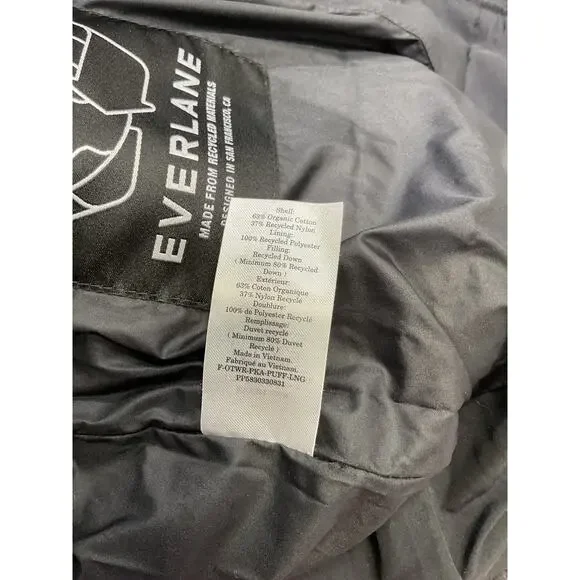 EVERLANE
MADE FROM RECYCLED MATERIALS
DESIGNED IN SAN FRANCISCO, CA
Shell:
63% Organic Cotton
37% Recycled Nylon
Lining:
100% Recycled Polyester
Filling:
Recycled Down
( Minimum 80% Recycled
Down )
Extérieur:
63% Coton Organique
37% Nylon Recyclé
Doublure:
100% de Polyester Recyclé
Remplissage:
Duvet recyclé
( Minimum 80% Duvet
Recyclé )
Made in Vietnam.
Fabriqué au Vietnam.
F-OTWR-PKA-PUFF-LNG
PP5830330831